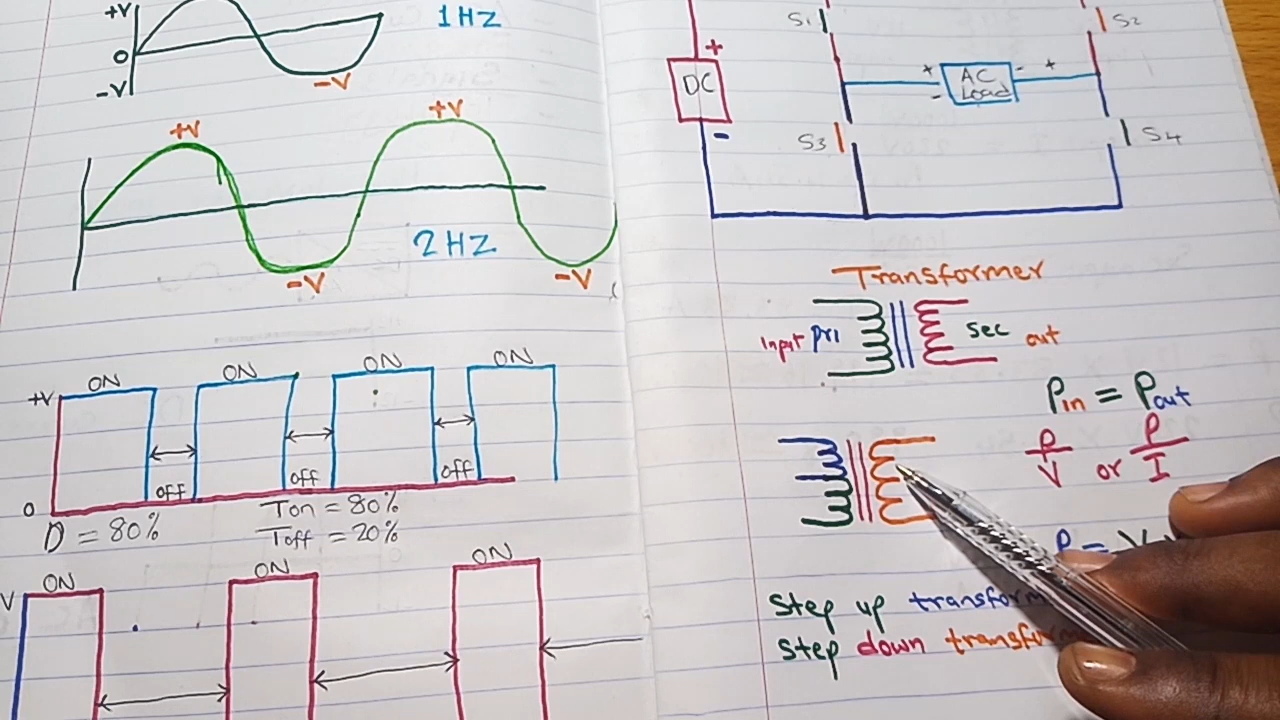 +V
0
-V
1HZ
-V
+V
+V
2HZ
-V
-V
ON
ON
ON
ON
+V
OFF
OFF
OFF
0
D = 80%
Ton = 80%
Toff = 20%
V
ON
ON
ON
S1
S2
+
DC
-
+
AC
Load
-
+
-
S3
S4
Transformer
Input
Pri
Sec
out
Pin = Pout
P/V or P/I
P =
Step up
step down